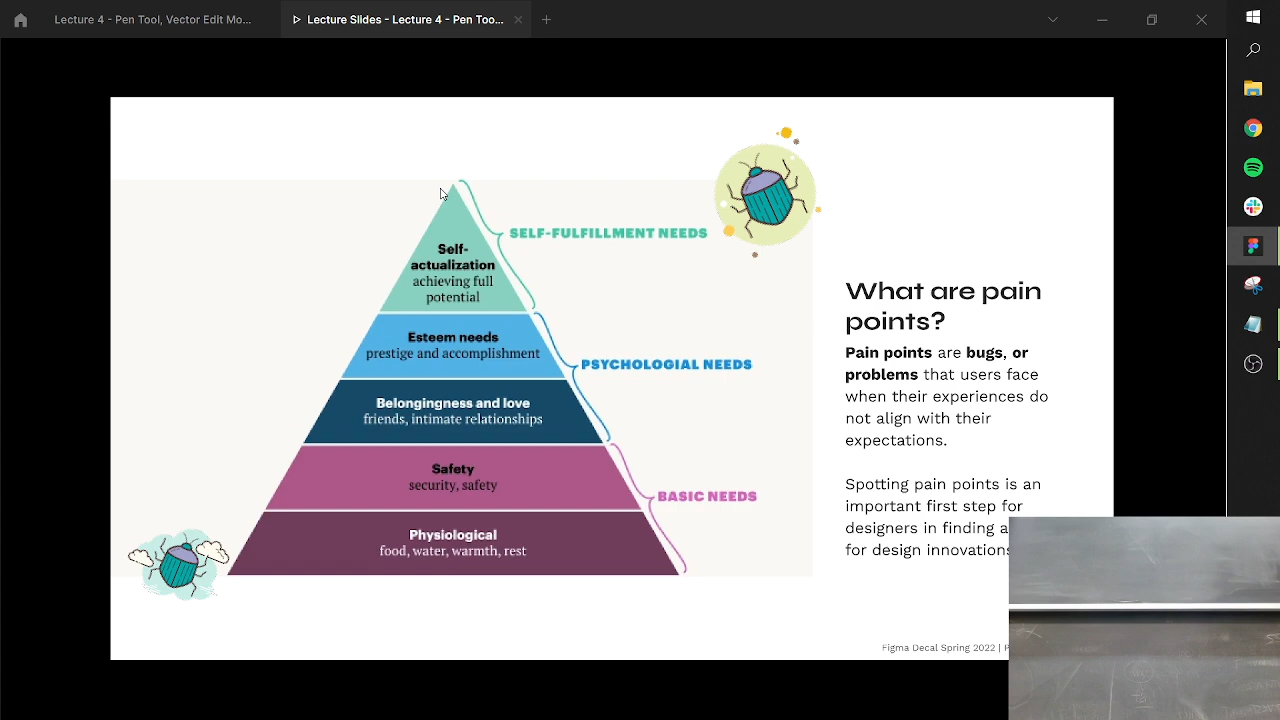 Lecture 4 - Pen Tool, Vector Edit Mo...
Lecture Slides - Lecture 4 - Pen Too...
SELF-FULFILLMENT NEEDS
Self-
actualization
achieving full
potential
Esteem needs
prestige and accomplishment
PSYCHOLOGIAL NEEDS
Belongingness and love
friends, intimate relationships
Safety
security, safety
BASIC NEEDS
Physiological
food, water, warmth, rest
What are pain
points?
Pain points are bugs, or
problems that users face
when their experiences do
not align with their
expectations.
Spotting pain points is an
important first step for
designers in finding a
for design innovations
Figma Decal Spring 2022 | P